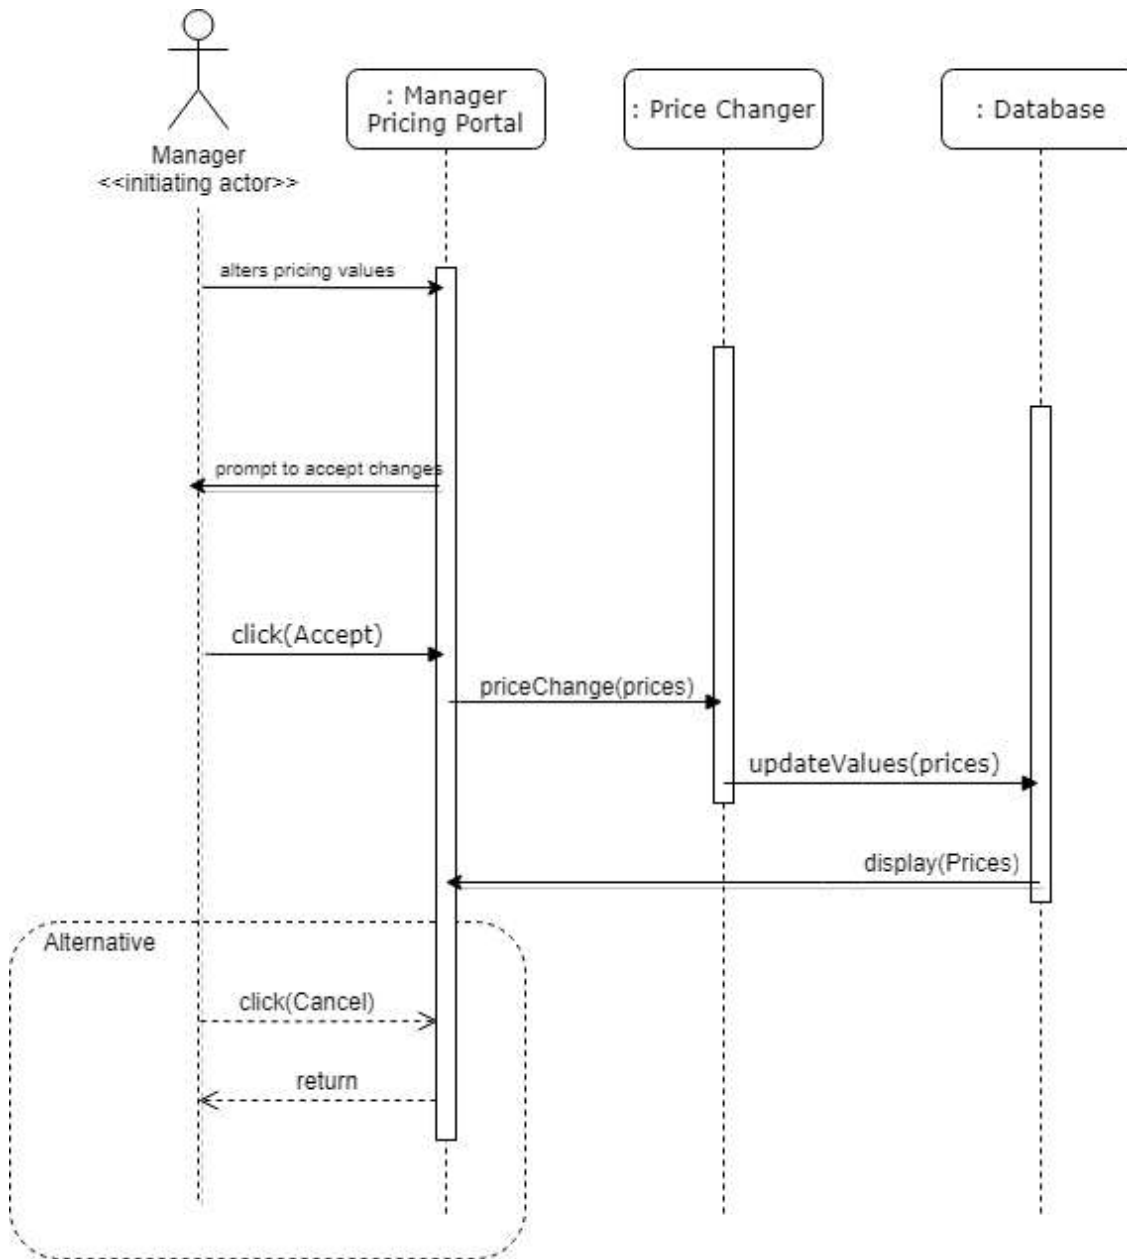 : Manager
Pricing Portal
: Price Changer
: Database
Manager
<<initiating actor>>
alters pricing values
prompt to accept changes
click(Accept)
priceChange(prices)
updateValues(prices)
display(Prices)
Alternative
click(Cancel)
return